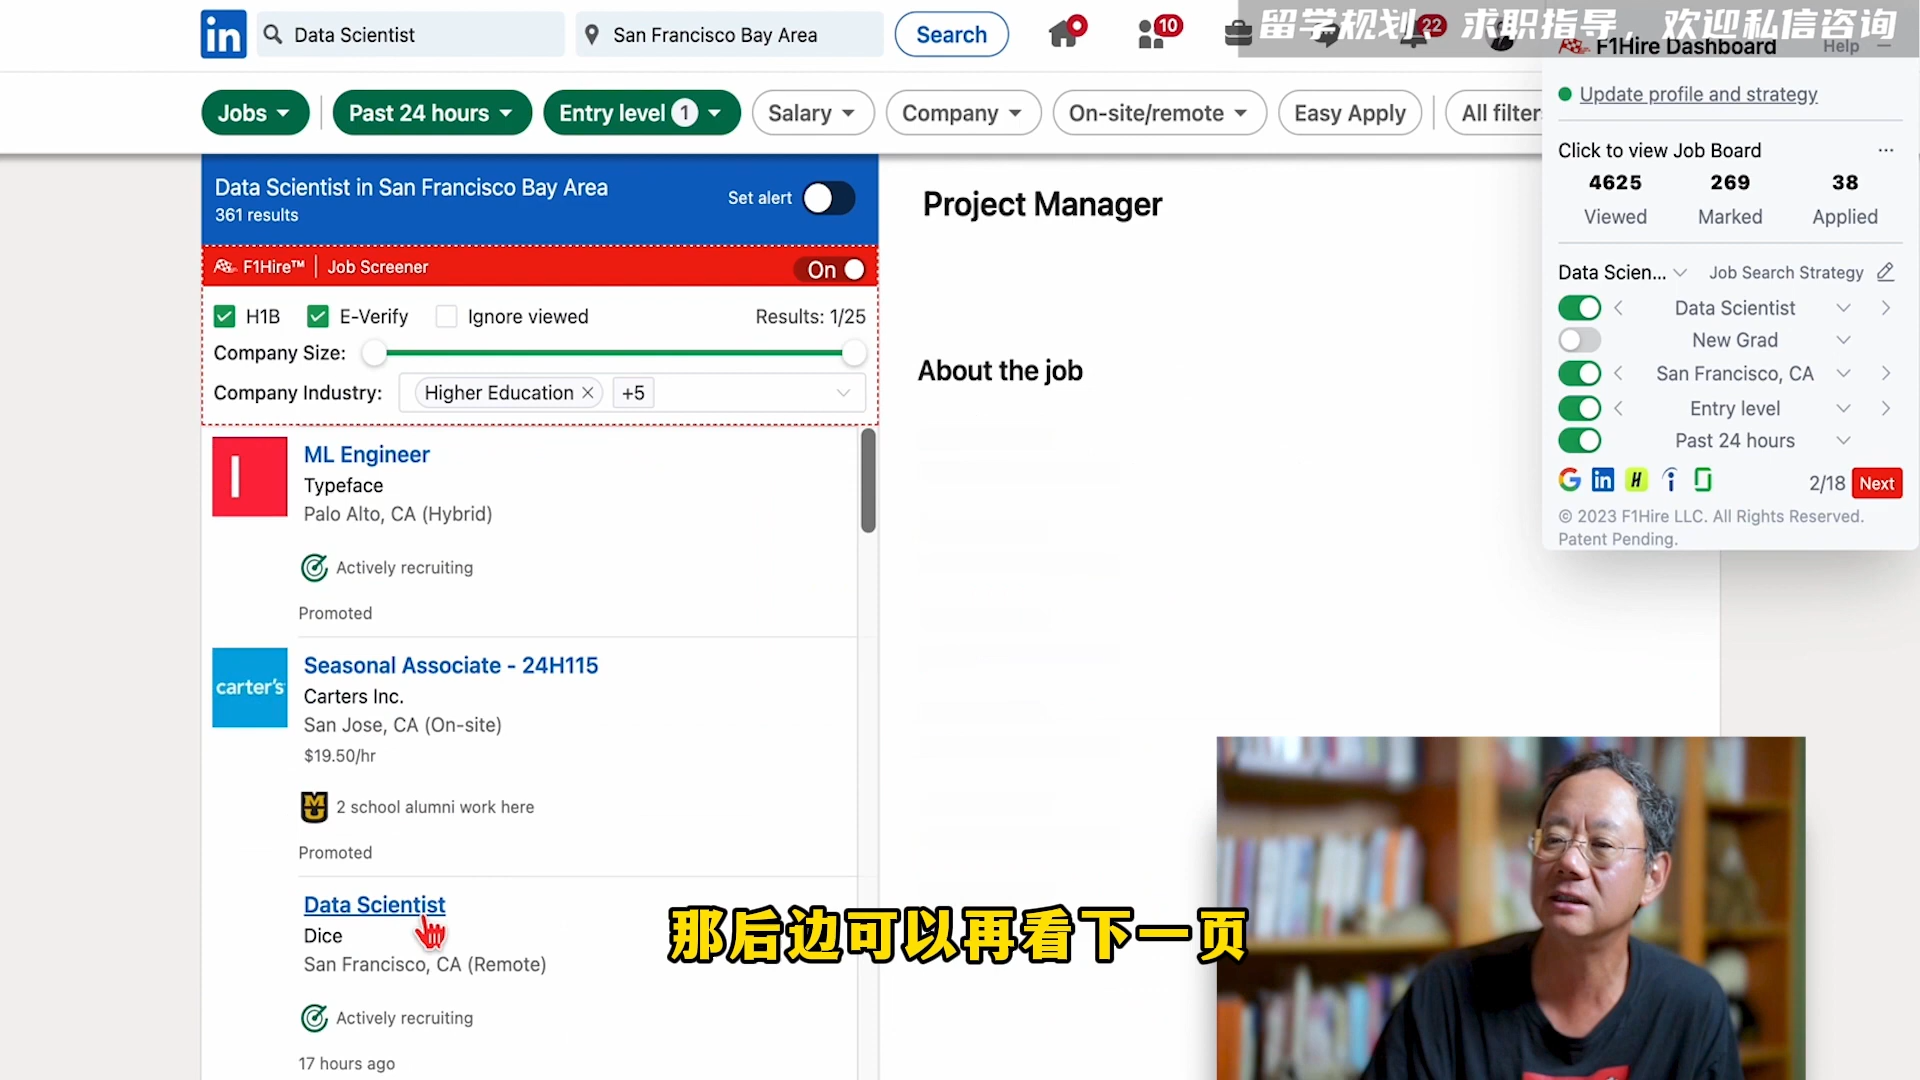 留学规划、求职指导，欢迎私信咨询
in
Data Scientist
San Francisco Bay Area
Search
10
22
F1Hire Dashboard
Help
Jobs
Past 24 hours
Entry level 1
Salary
Company
On-site/remote
Easy Apply
All filter
Update profile and strategy
Click to view Job Board
4625 269 38
Viewed Marked Applied
Data Scien... Job Search Strategy
Data Scientist
New Grad
San Francisco, CA
Entry level
Past 24 hours
2/18 Next
© 2023 F1Hire LLC. All Rights Reserved.
Patent Pending.
Data Scientist in San Francisco Bay Area
361 results
Set alert
F1Hire™ Job Screener
On
H1B E-Verify Ignore viewed Results: 1/25
Company Size:
Company Industry: Higher Education +5
ML Engineer
Typeface
Palo Alto, CA (Hybrid)
Actively recruiting
Promoted
carter's
Seasonal Associate - 24H115
Carters Inc.
San Jose, CA (On-site)
$19.50/hr
2 school alumni work here
Promoted
Data Scientist
Dice
San Francisco, CA (Remote)
Actively recruiting
17 hours ago
Project Manager
About the job
那后边可以再看下一页